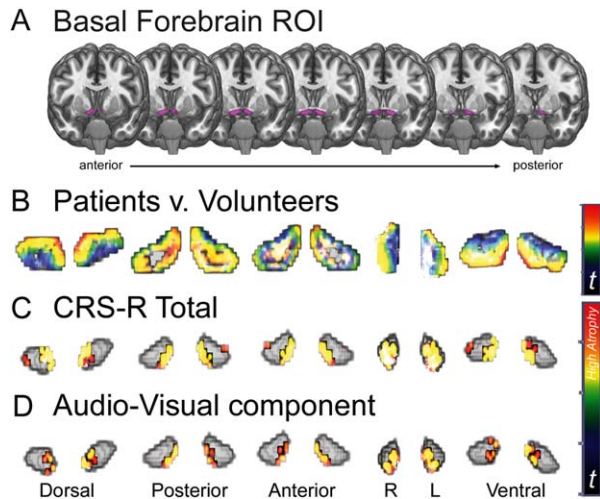 A Basal Forebrain ROI
anterior posterior
B Patients v. Volunteers
t
C CRS-R Total
High Atrophy
D Audio-Visual component
t
Dorsal Posterior Anterior R L Ventral